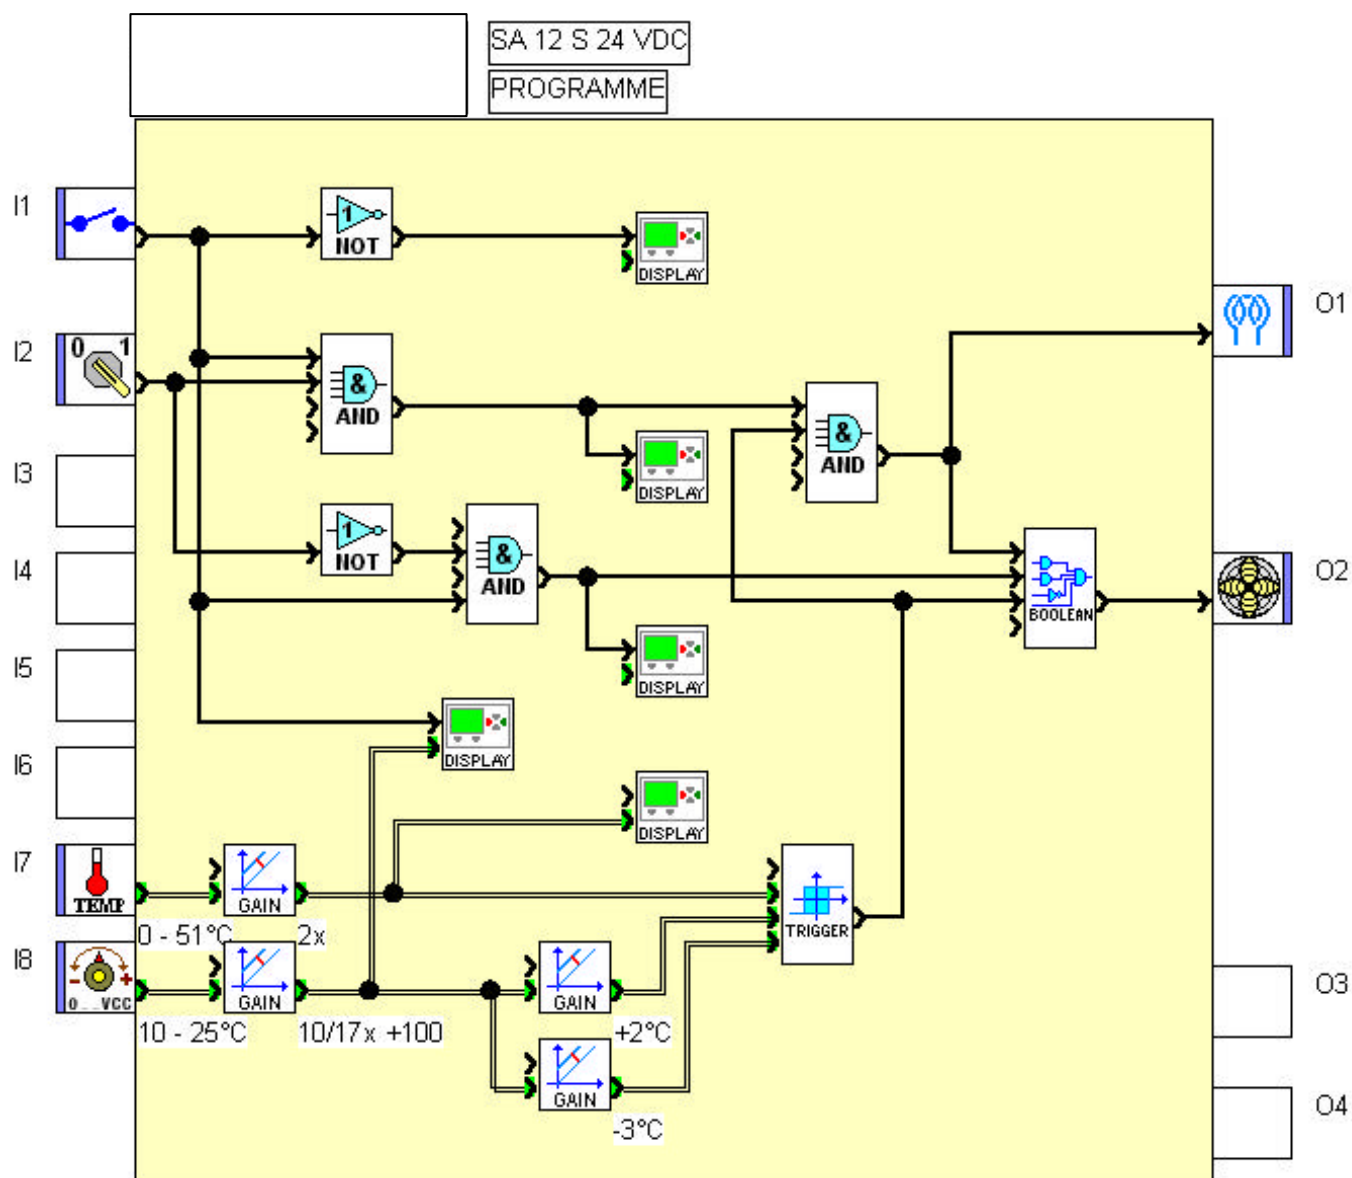 SA 12 S 24 VDC
PROGRAMME
I1
1
NOT
DISPLAY
O1
I2
0 1
&
AND
&
AND
DISPLAY
I3
1
NOT
&
AND
I4
BOOLEAN
O2
I5
DISPLAY
I6
DISPLAY
DISPLAY
I7
TEMP
GAIN
TRIGGER
0 - 51°C
2x
I8
0...VCC
GAIN
GAIN
O3
10 - 25°C
10/17x +100
+2°C
GAIN
-3°C
O4